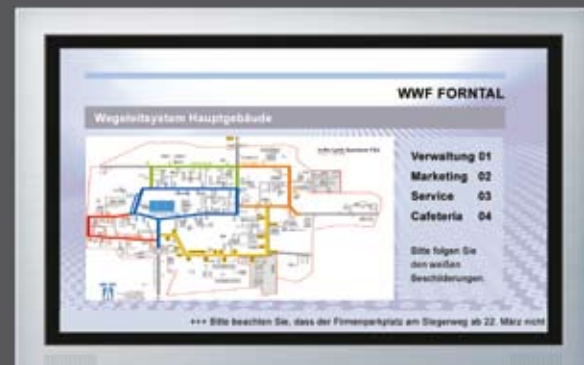 WWF FORNTAL
Wegeleitsystem Hauptgebäude
Verwaltung 01
Marketing 02
Service 03
Cafeteria 04
Bitte folgen Sie
den weißen
Beschilderungen.
+++ Bitte beachten Sie, dass der Firmenparkplatz am Siegerweg ab 22. März nicht